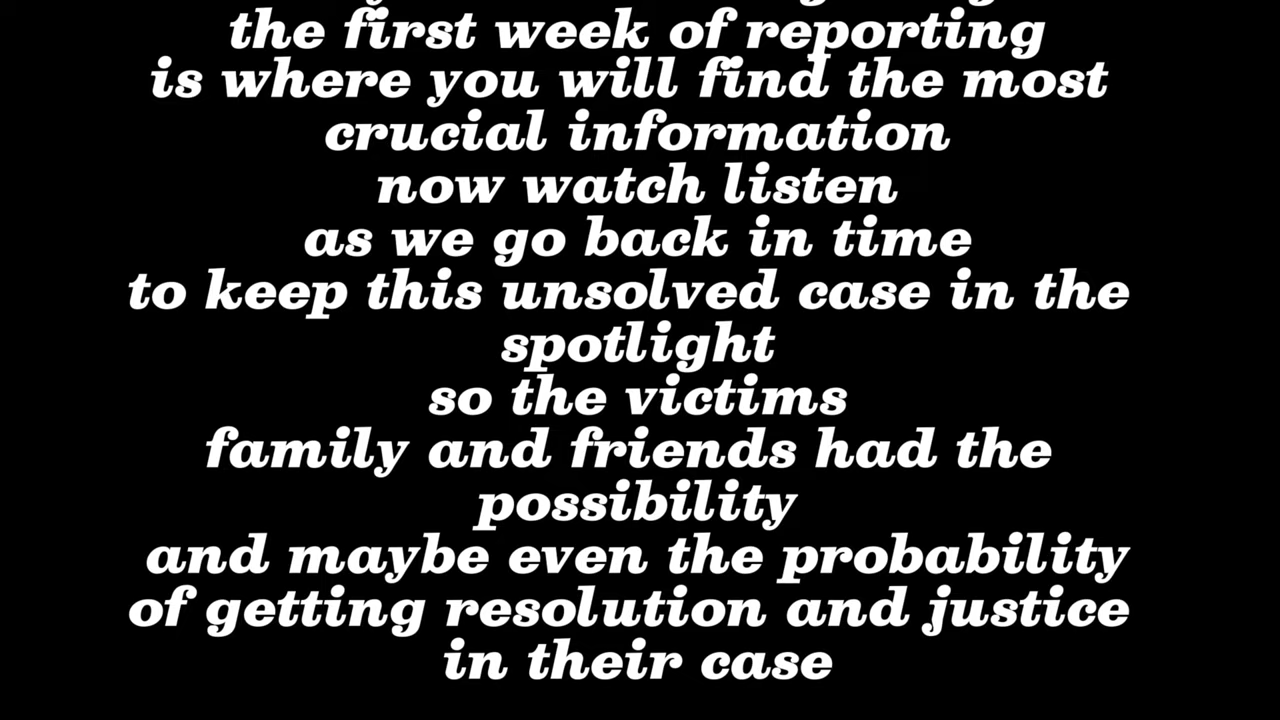 the first week of reporting
is where you will find the most
crucial information
now watch listen
as we go back in time
to keep this unsolved case in the
spotlight
so the victims
family and friends had the
possibility
and maybe even the probability
of getting resolution and justice
in their case